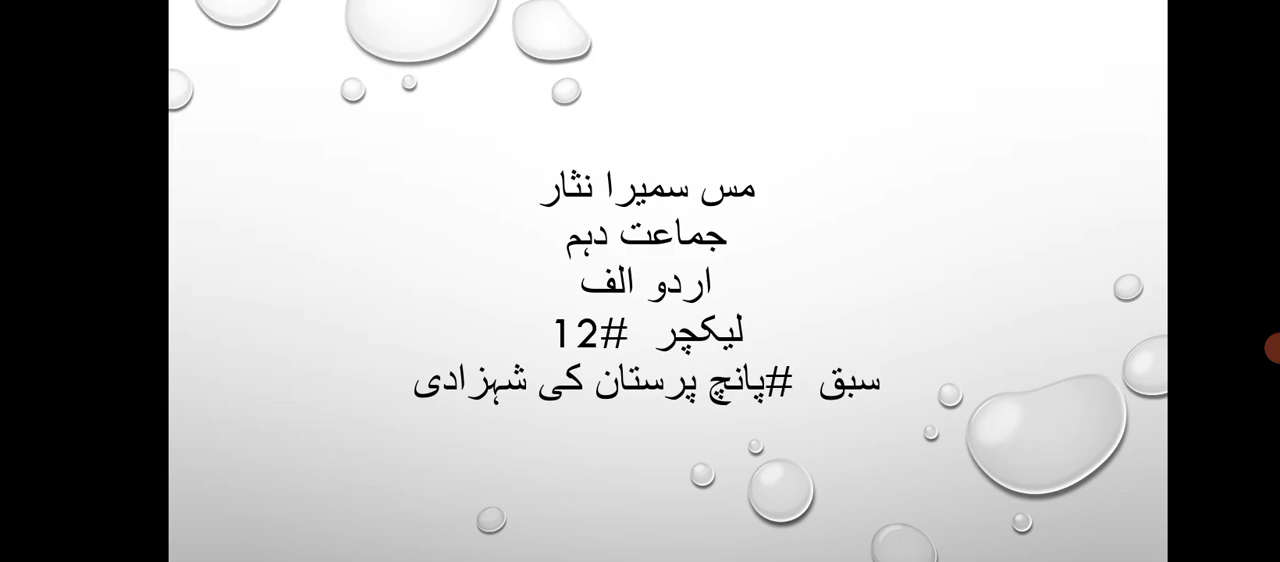 مس سمیرا نثار
جماعت دہم
اردو الف
لیکچر #12
سبق #پانچ پرستان کی شہزادی